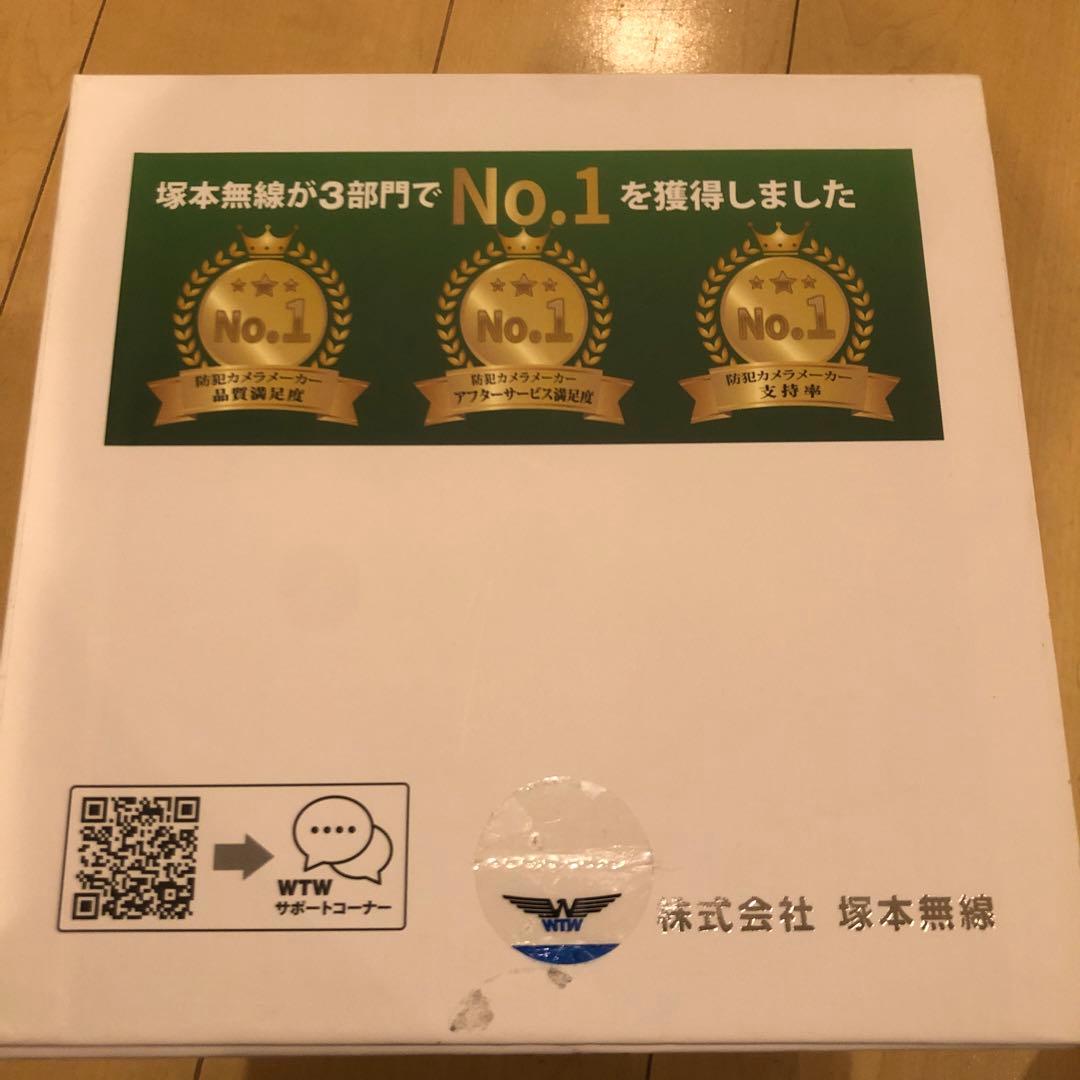 塚本無線が3部門でNo.1を獲得しました
No.1
防犯カメラメーカー
品質満足度
No.1
防犯カメラメーカー
アフターサービス満足度
No.1
防犯カメラメーカー
支持率
WTW
サポートコーナー
WTW
株式会社 塚本無線